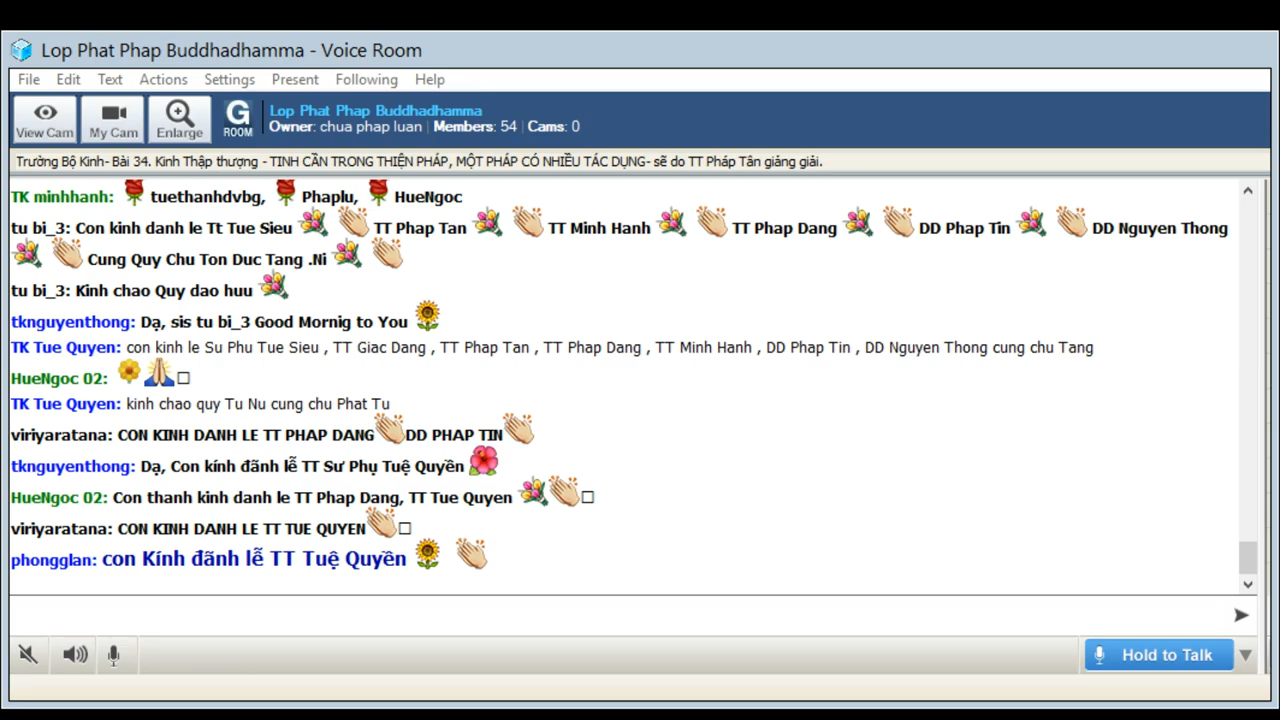 Lop Phat Phap Buddhadhamma - Voice Room
File Edit Text Actions Settings Present Following Help
View Cam My Cam Enlarge G ROOM
Lop Phat Phap Buddhadhamma
Owner: chua phap luan | Members: 54 | Cams: 0
Trường Bộ Kinh- Bài 34. Kinh Thập thượng - TINH CẦN TRONG THIỆN PHÁP, MỘT PHÁP CÓ NHIỀU TÁC DỤNG- sẽ do TT Pháp Tân giảng giải.
TK minhhanh: tuethanhdvbg, Phaplu, HueNgoc
tu bi_3: Con kinh danh le Tt Tue Sieu TT Phap Tan TT Minh Hanh TT Phap Dang DD Phap Tin DD Nguyen Thong
Cung Quy Chu Ton Duc Tang .Ni
tu bi_3: Kinh chao Quy dao huu
tknguyenthong: Dạ, sis tu bi_3 Good Mornig to You
TK Tue Quyen: con kinh le Su Phu Tue Sieu , TT Giac Dang , TT Phap Tan , TT Phap Dang , TT Minh Hanh , DD Phap Tin , DD Nguyen Thong cung chu Tang
HueNgoc 02:
TK Tue Quyen: kinh chao quy Tu Nu cung chu Phat Tu
viriyaratana: CON KINH DANH LE TT PHAP DANG DD PHAP TIN
tknguyenthong: Dạ, Con kính đãnh lễ TT Sư Phụ Tuệ Quyền
HueNgoc 02: Con thanh kinh danh le TT Phap Dang, TT Tue Quyen
viriyaratana: CON KINH DANH LE TT TUE QUYEN
phongglan: con Kính đãnh lễ TT Tuệ Quyền
Hold to Talk